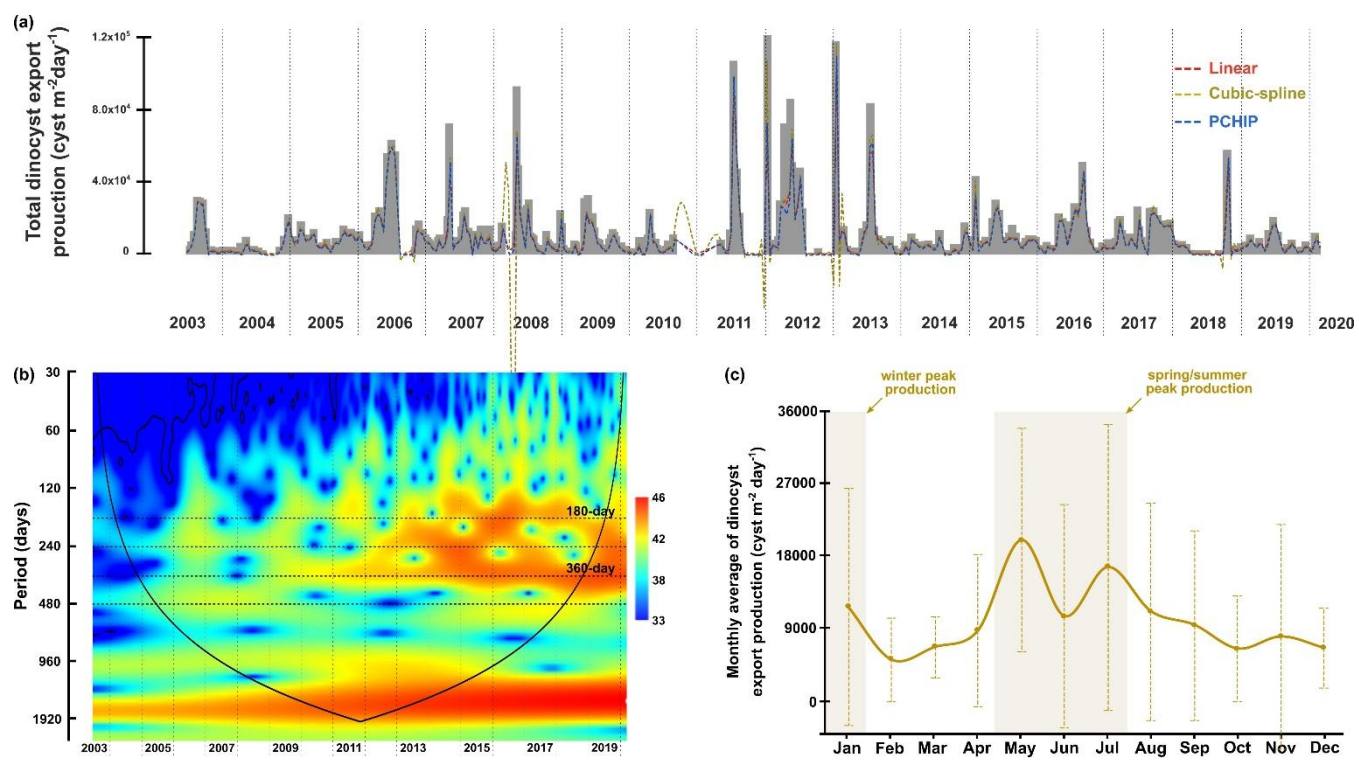 (a)
Total dinocyst export
prouction (cyst m⁻²day⁻¹)
1.2x10⁵
8.0x10⁴
4.0x10⁴
0
Linear
Cubic-spline
PCHIP
2003 2004 2005 2006 2007 2008 2009 2010 2011 2012 2013 2014 2015 2016 2017 2018 2019 2020
(b)
Period (days)
30
60
120
240
480
960
1920
180-day
360-day
46
42
38
33
2003 2005 2007 2009 2011 2013 2015 2017 2019
(c)
winter peak
production
spring/summer
peak production
Monthly average of dinocyst
export production (cyst m⁻² day⁻¹)
36000
27000
18000
9000
0
Jan Feb Mar Apr May Jun Jul Aug Sep Oct Nov Dec